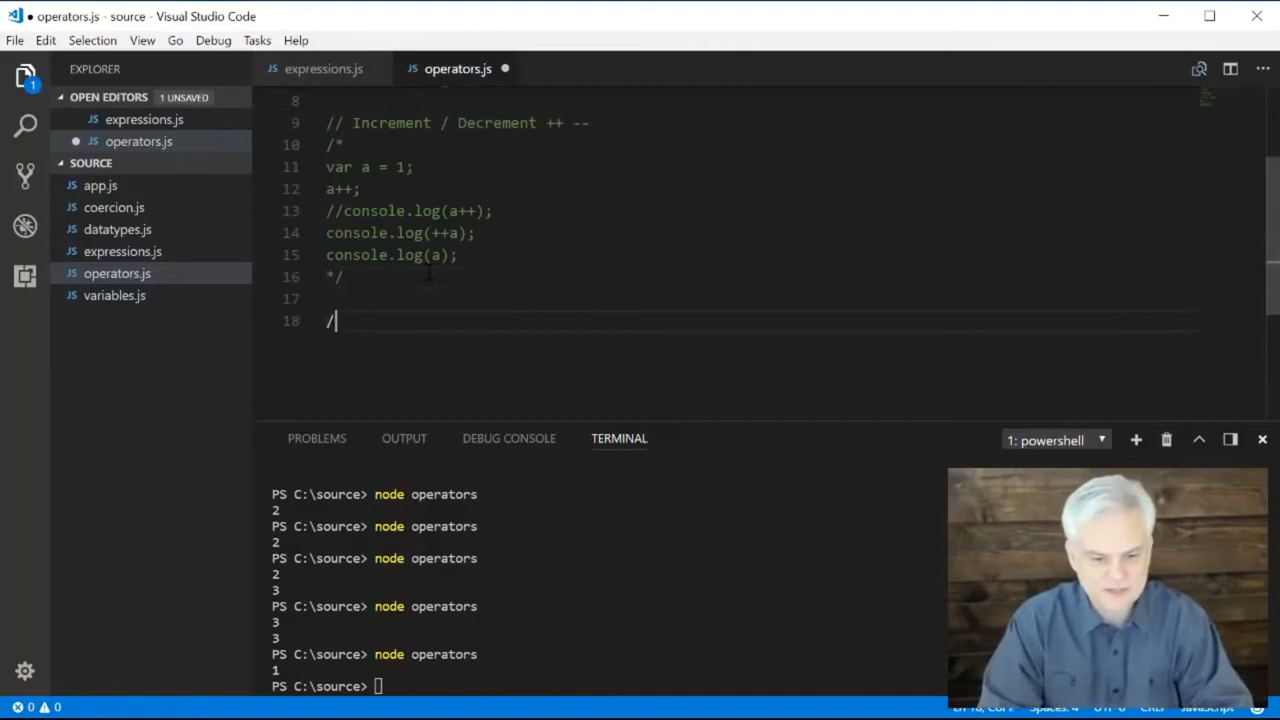 ● operators.js - source - Visual Studio Code
File Edit Selection View Go Debug Tasks Help
EXPLORER
OPEN EDITORS 1 UNSAVED
JS expressions.js
● JS operators.js
SOURCE
JS app.js
JS coercion.js
JS datatypes.js
JS expressions.js
JS operators.js
JS variables.js
1
JS expressions.js JS operators.js ●
8
9 // Increment / Decrement ++ --
10 /*
11 var a = 1;
12 a++;
13 //console.log(a++);
14 console.log(++a);
15 console.log(a);
16 */
17
18 /
PROBLEMS OUTPUT DEBUG CONSOLE TERMINAL 1: powershell
PS C:\source> node operators
2
PS C:\source> node operators
2
PS C:\source> node operators
2
3
PS C:\source> node operators
3
3
PS C:\source> node operators
1
PS C:\source>
0 0